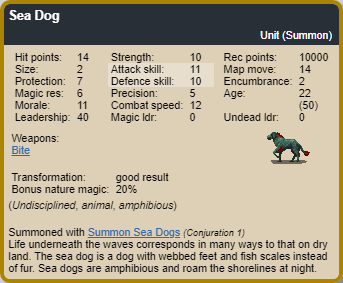 Sea Dog
Unit (Summon)
Hit points: 14 Strength: 10 Rec points: 10000
Size: 2 Attack skill: 11 Map move: 14
Protection: 7 Defence skill: 10 Encumbrance: 2
Magic res: 6 Precision: 5 Age: 22
Morale: 11 Combat speed: 12 (50)
Leadership: 40 Magic ldr: 0 Undead ldr: 0
Weapons:
Bite
Transformation: good result
Bonus nature magic: 20%
(Undisciplined, animal, amphibious)
Summoned with Summon Sea Dogs (Conjuration 1)
Life underneath the waves corresponds in many ways to that on dry
land. The sea dog is a dog with webbed feet and fish scales instead
of fur. Sea dogs are amphibious and roam the shorelines at night.